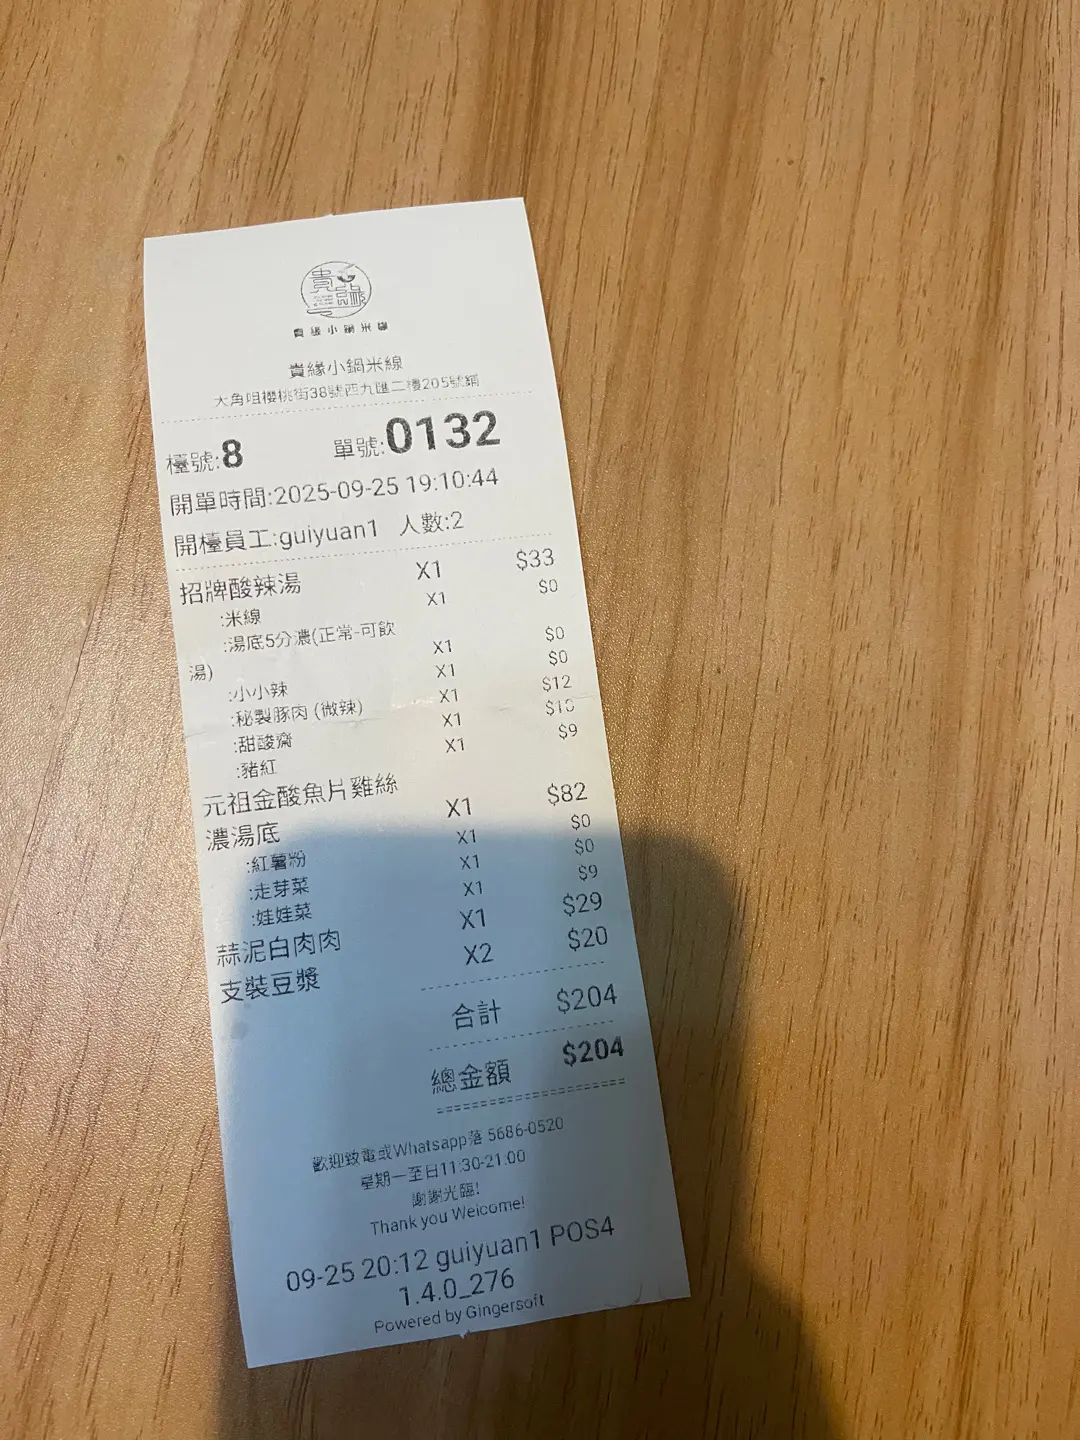 貴緣小鍋米線
貴緣小鍋米線
大角咀櫻桃街38號西九匯二樓205號鋪
檯號:8 單號:0132
開單時間:2025-09-25 19:10:44
開檯員工:guiyuan1 人數:2
招牌酸辣湯 X1 $33
:米線 X1 $0
:湯底5分濃(正常-可飲
湯) X1 $0
:小小辣 X1 $0
:秘製豚肉 (微辣) X1 $12
:甜酸齋 X1 $10
:豬紅 X1 $9
元祖金酸魚片雞絲
濃湯底 X1 $82
:紅薯粉 X1 $0
:走芽菜 X1 $0
:娃娃菜 X1 $9
蒜泥白肉肉 X1 $29
支裝豆漿 X2 $20
合計 $204
總金額 $204
======================
歡迎致電或Whatsapp落 5686-0520
星期一至日11:30-21:00
謝謝光臨!
Thank you Welcome!
09-25 20:12 guiyuan1 POS4
1.4.0_276
Powered by Gingersoft